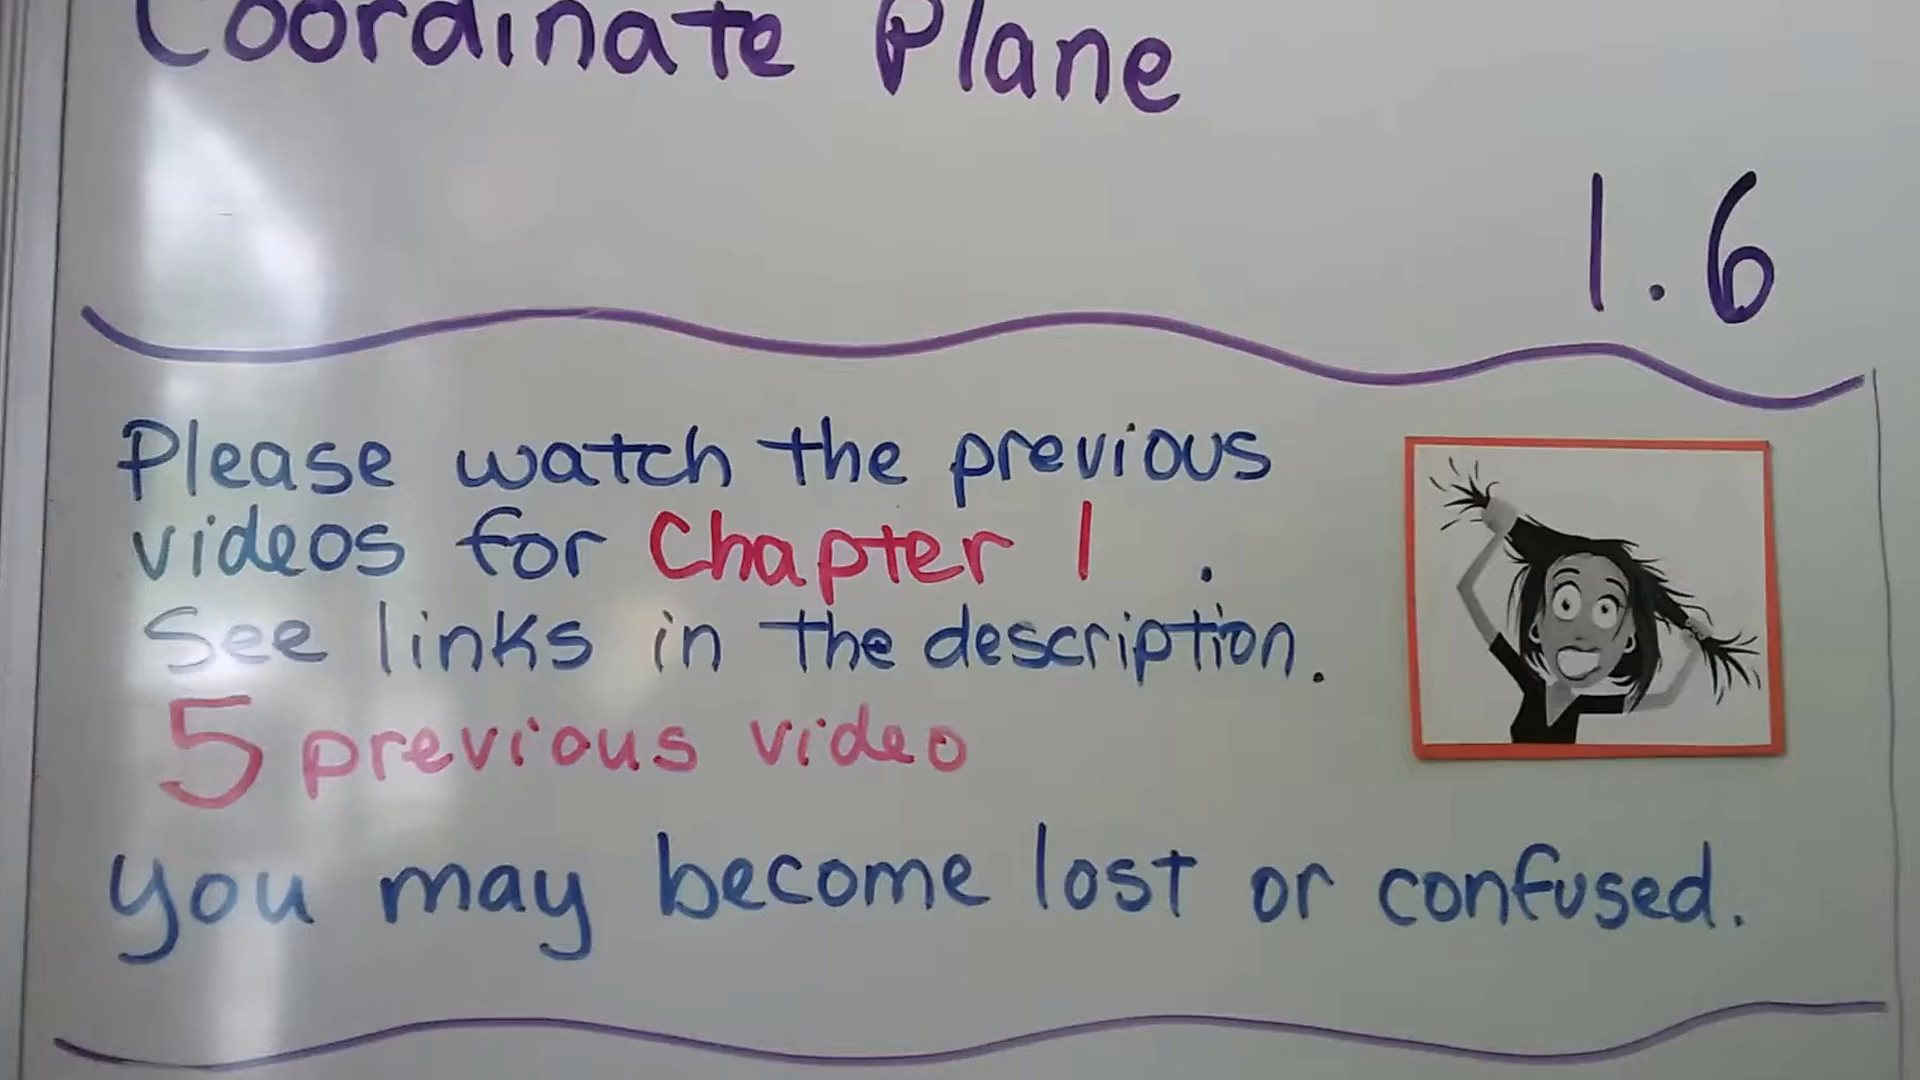 Coordinate Plane
1.6
Please watch the previous
videos for Chapter 1 .
See links in the description.
5 previous video
you may become lost or confused.